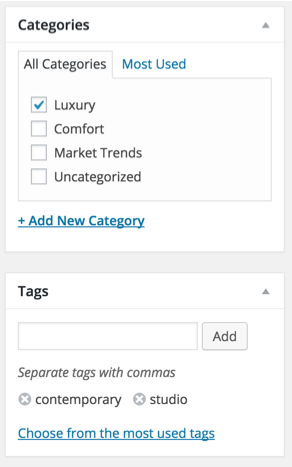 Categories
All Categories Most Used
Luxury
Comfort
Market Trends
Uncategorized
+ Add New Category
Tags
Add
Separate tags with commas
contemporary studio
Choose from the most used tags